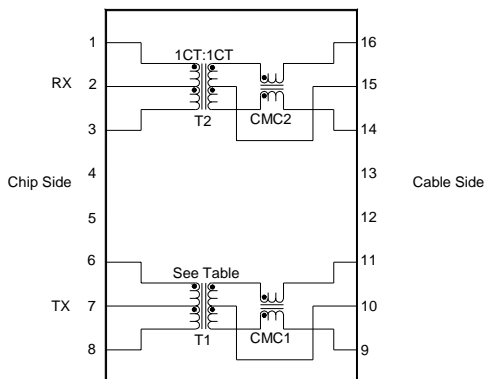 1
16
1CT:1CT
RX
2
15
3
T2
CMC2
14
4
13
Chip Side
Cable Side
5
12
6
11
See Table
TX
7
10
T1
CMC1
8
9